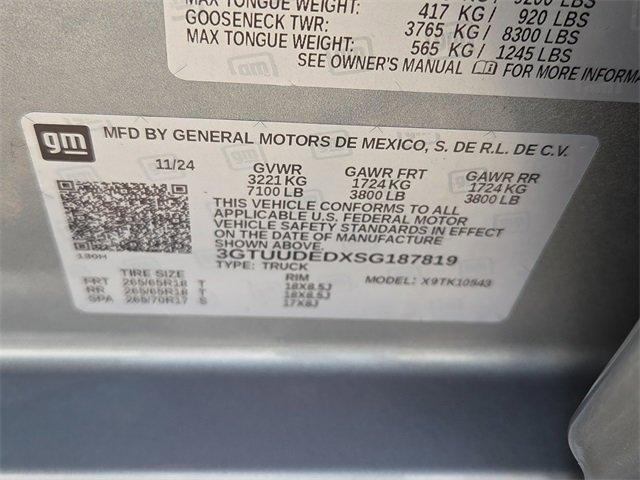 MAX TONGUE WEIGHT: 417 KG / 920 LBS
GOOSENECK TWR: 3765 KG / 8300 LBS
MAX TONGUE WEIGHT: 565 KG / 1245 LBS
SEE OWNER'S MANUAL FOR MORE INFORMA
gm MFD BY GENERAL MOTORS DE MEXICO, S. DE R.L. DE C.V.
11/24 GVWR GAWR FRT GAWR RR
3221 KG 1724 KG 1724 KG
7100 LB 3800 LB 3800 LB
THIS VEHICLE CONFORMS TO ALL
APPLICABLE U.S. FEDERAL MOTOR
VEHICLE SAFETY STANDARDS IN EFFECT
ON THE DATE OF MANUFACTURE
SHOWN ABOVE.
3GTUUDEDXSG187819
TYPE: TRUCK MODEL: X9TK10543
TIRE SIZE RIM
FRT 265/65R18 T 18X8.5J
RR 265/65R18 T 18X8.5J
SPA 265/70R17 S 17X8J